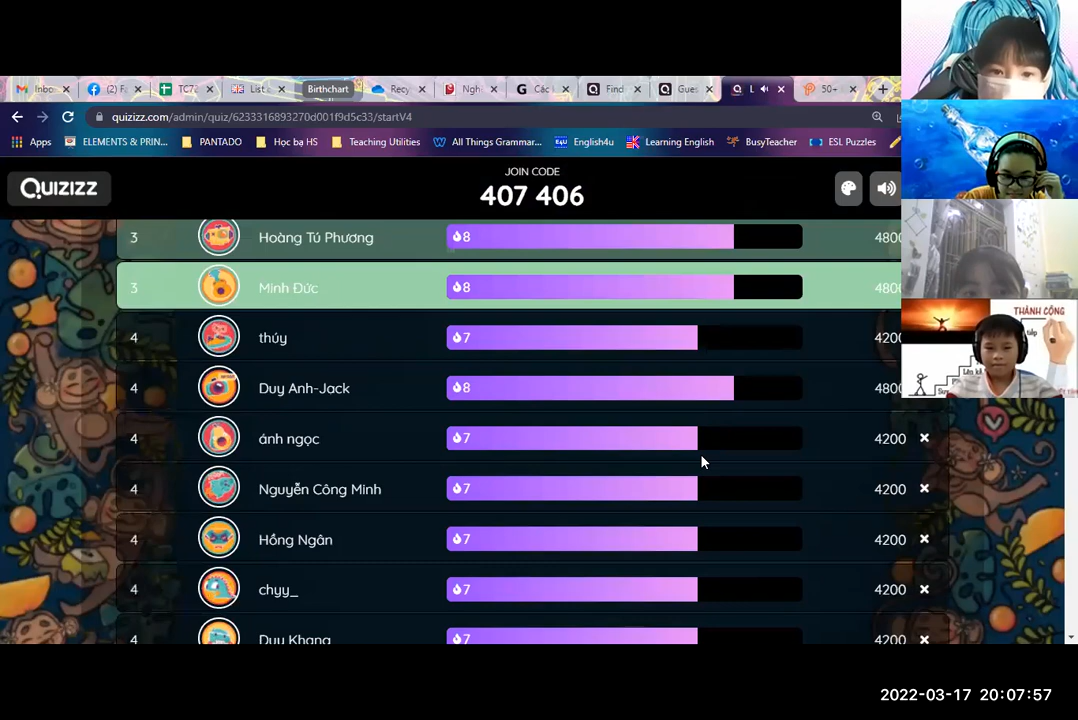 Inbo
(2) Fa
TC72
List
Birthchart
Recy
Ngh
Các
Find
Gues
L
50+
quizizz.com/admin/quiz/6233316893270d001f9d5c33/startV4
Apps
ELEMENTS & PRIN...
PANTADO
Học bạ HS
Teaching Utilities
All Things Grammar...
English4u
Learning English
BusyTeacher
ESL Puzzles
Quizizz
JOIN CODE
407 406
3 Hoàng Tú Phương 8 4800
3 Minh Đức 8 4800
4 thúy 7 4200
4 Duy Anh-Jack 8 4800
4 ánh ngọc 7 4200
4 Nguyễn Công Minh 7 4200
4 Hồng Ngân 7 4200
4 chyy_ 7 4200
4 Duy Khang 7 4200
THÀNH CÔNG
2022-03-17 20:07:57